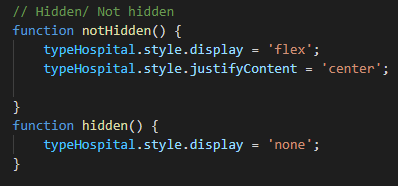 // Hidden/ Not hidden
function notHidden() {
    typeHospital.style.display = 'flex';
    typeHospital.style.justifyContent = 'center';
}
function hidden() {
    typeHospital.style.display = 'none';
}